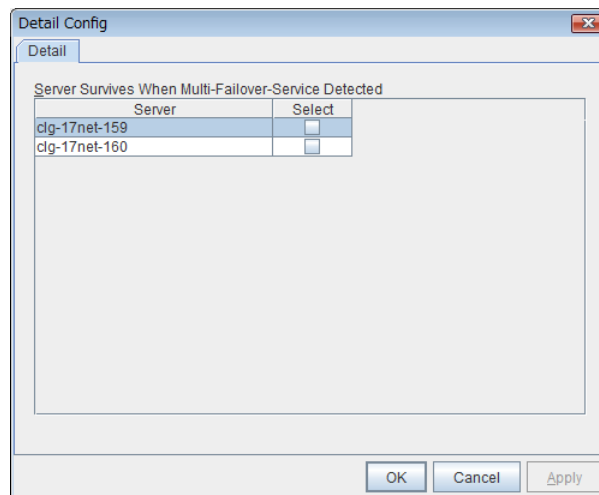 Detail Config
Detail
Server Survives When Multi-Failover-Service Detected
Server Select
clg-17net-159
clg-17net-160
OK Cancel Apply